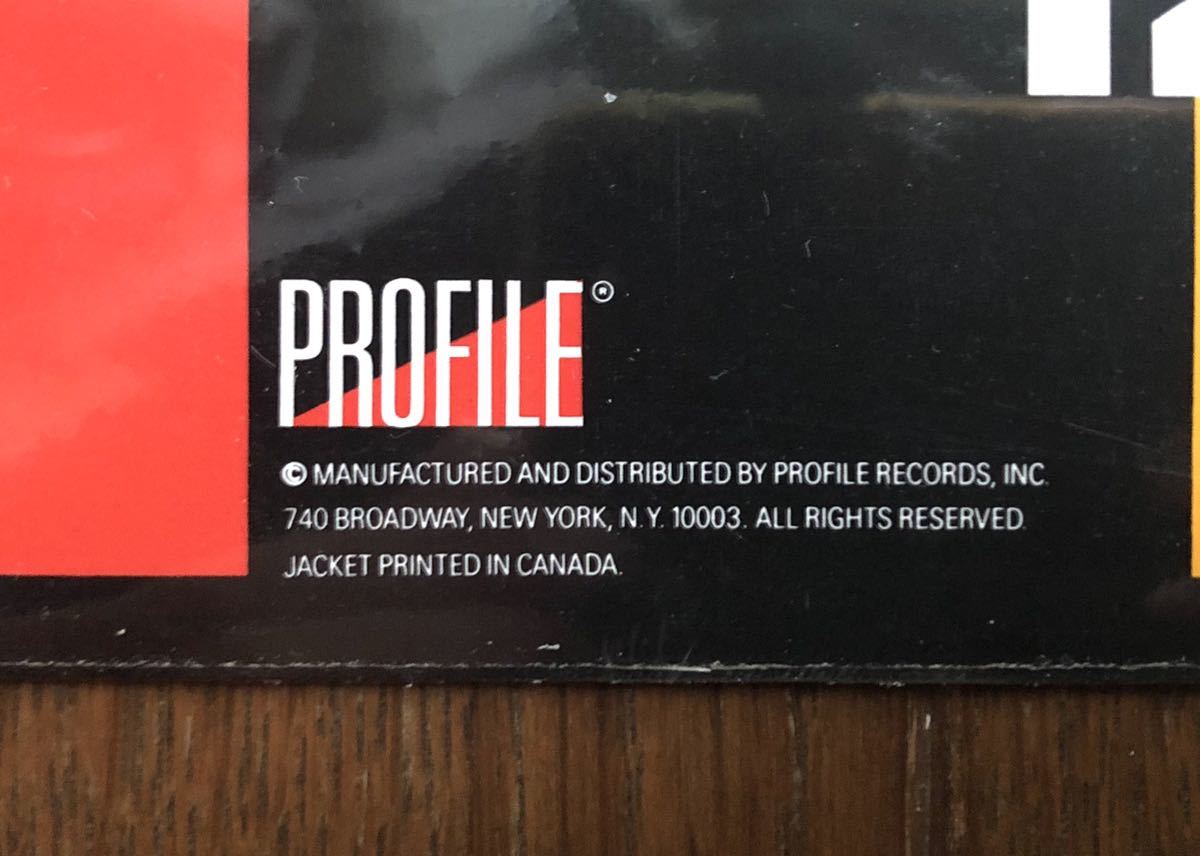 PROFILE®
© MANUFACTURED AND DISTRIBUTED BY PROFILE RECORDS, INC.
740 BROADWAY, NEW YORK, N.Y. 10003. ALL RIGHTS RESERVED.
JACKET PRINTED IN CANADA.